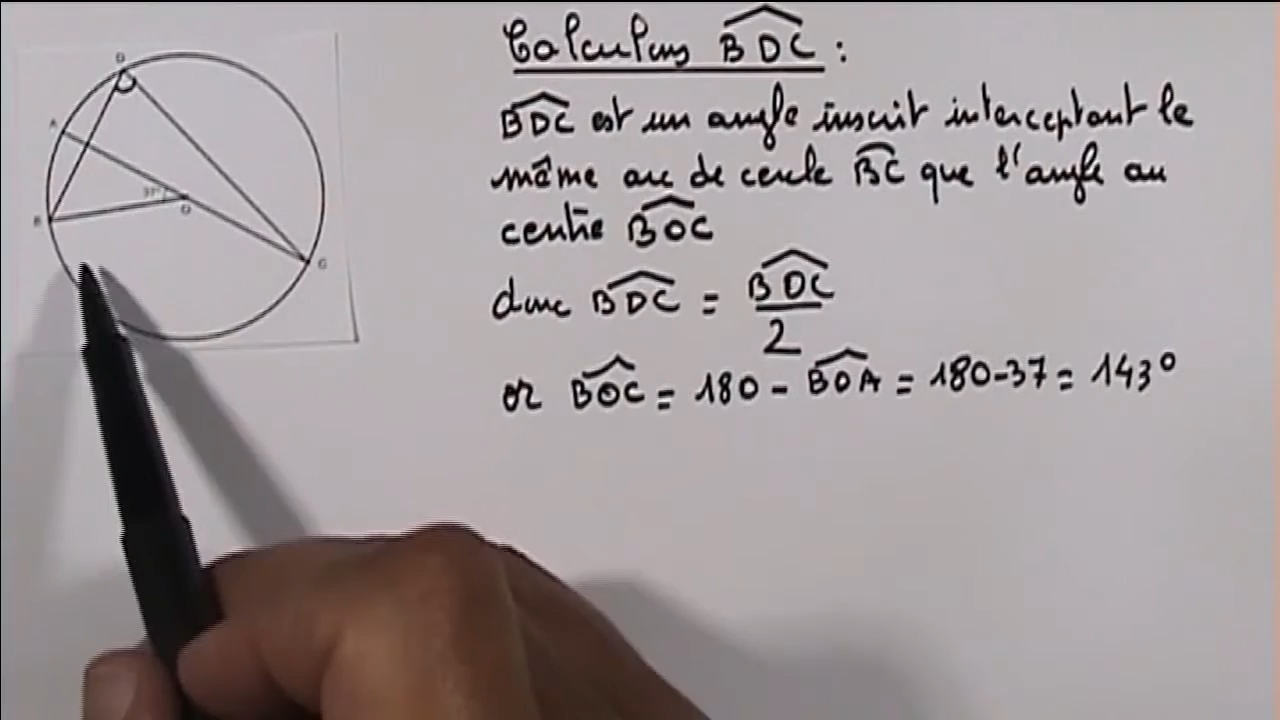 D
A
B
37°
O
C
Calculons BDC :
BDC est un angle inscrit interceptant le
même arc de cercle BC que l'angle au
centre BOC
donc BDC = BDC
2
or BOC = 180 - BOA = 180-37 = 143°